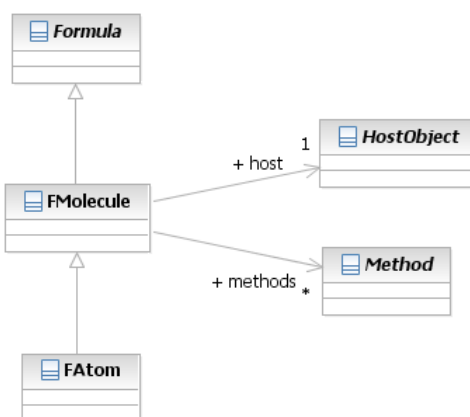 Formula
1
HostObject
+ host
FMolecule
Method
+ methods
*
FAtom